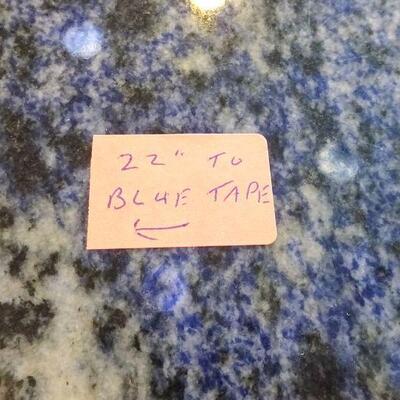 22" TO
BLUE TAPE
←